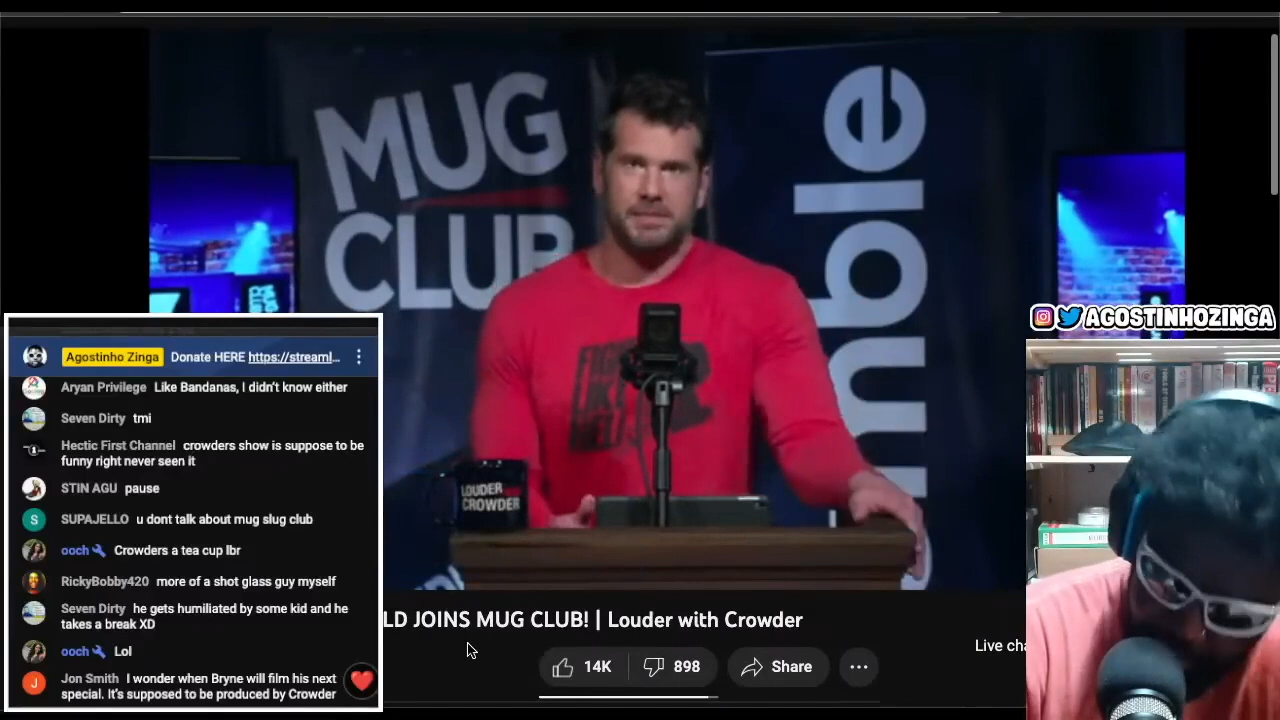 MUG
CLUB
mble
LOUDER
CROWDER
AGOSTINHOZINGA
Agostinho Zinga Donate HERE https://streaml...
Aryan Privilege Like Bandanas, I didn't know either
Seven Dirty tmi
Hectic First Channel crowders show is suppose to be
funny right never seen it
STIN AGU pause
S SUPAJELLO u dont talk about mug slug club
ooch Crowders a tea cup lbr
RickyBobby420 more of a shot glass guy myself
Seven Dirty he gets humiliated by some kid and he
takes a break XD
ooch Lol
J Jon Smith I wonder when Bryne will film his next
special. It's supposed to be produced by Crowder
LD JOINS MUG CLUB! | Louder with Crowder
14K 898 Share
Live cha